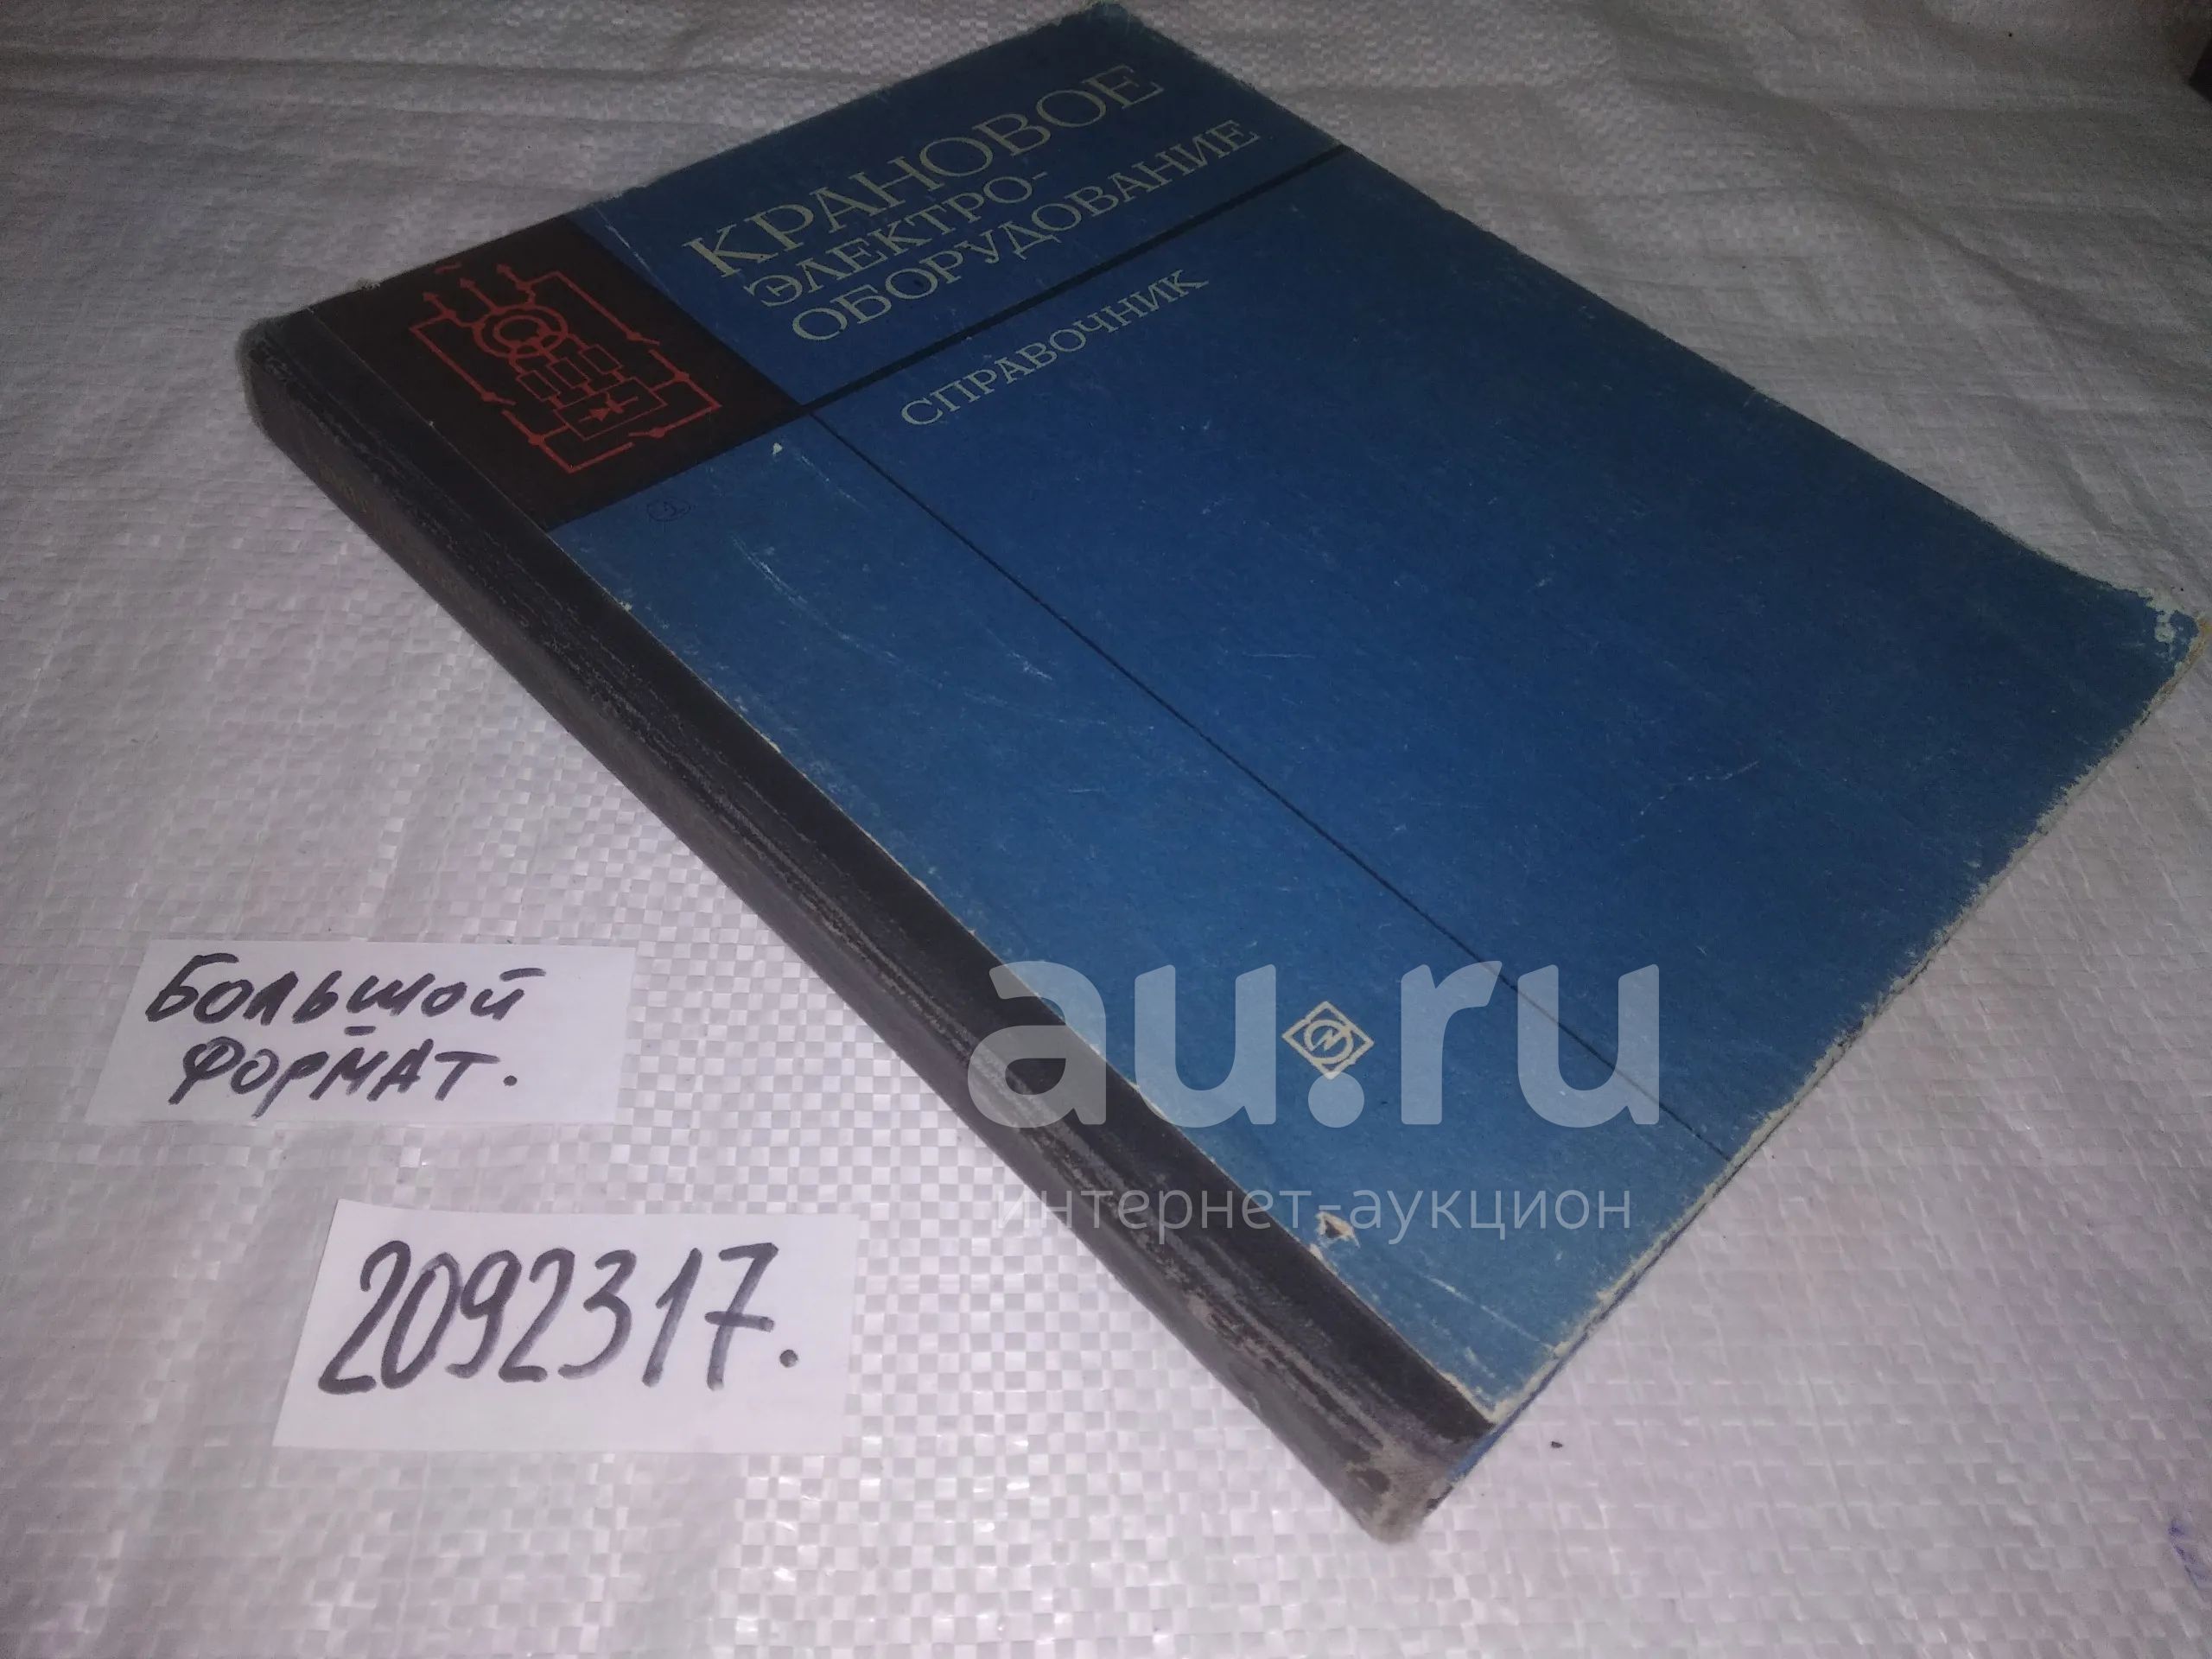 КРАНОВОЕ
ЭЛЕКТРО-
ОБОРУДОВАНИЕ
СПРАВОЧНИК
БОЛЬШОЙ
ФОРМАТ.
2092317.
au.ru
интернет-аукцион